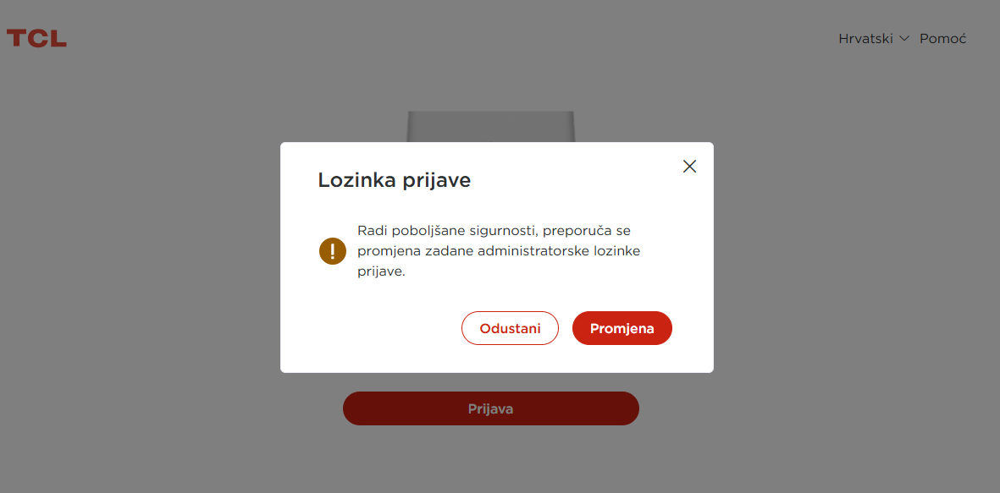 TCL
Hrvatski Pomoć
Lozinka prijave
Radi poboljšane sigurnosti, preporuča se
promjena zadane administratorske lozinke
prijave.
Odustani Promjena
Prijava